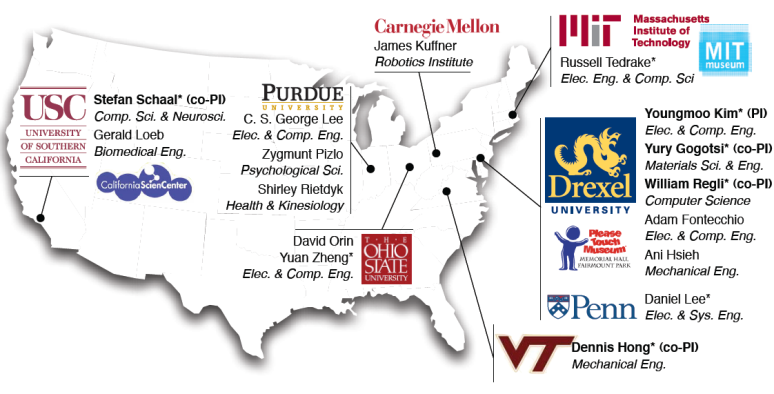 Carnegie Mellon
James Kuffner
Robotics Institute
MIT
Massachusetts
Institute of
Technology
MIT
museum
Russell Tedrake*
Elec. Eng. & Comp. Sci
USC
UNIVERSITY
OF SOUTHERN
CALIFORNIA
Stefan Schaal* (co-PI)
Comp. Sci. & Neurosci.
Gerald Loeb
Biomedical Eng.
California ScienCenter
PURDUE
UNIVERSITY
C. S. George Lee
Elec. & Comp. Eng.
Zygmunt Pizlo
Psychological Sci.
Shirley Rietdyk
Health & Kinesiology
David Orin
Yuan Zheng*
Elec. & Comp. Eng.
THE
OHIO
STATE
UNIVERSITY
Drexel
UNIVERSITY
Youngmoo Kim* (PI)
Elec. & Comp. Eng.
Yury Gogotsi* (co-PI)
Materials Sci. & Eng.
William Regli* (co-PI)
Computer Science
Adam Fontecchio
Elec. & Comp. Eng.
Ani Hsieh
Mechanical Eng.
Please
Touch
Museum
MEMORIAL HALL
FAIRMOUNT PARK
Penn
Daniel Lee*
Elec. & Sys. Eng.
VT
Dennis Hong* (co-PI)
Mechanical Eng.